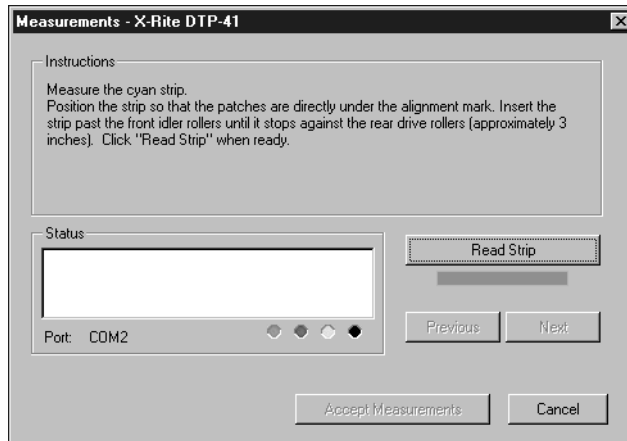 Measurements - X-Rite DTP-41
Instructions
Measure the cyan strip.
Position the strip so that the patches are directly under the alignment mark. Insert the
strip past the front idler rollers until it stops against the rear drive rollers (approximately 3
inches).  Click "Read Strip" when ready.
Status
Read Strip
Port: COM2
Previous Next
Accept Measurements Cancel